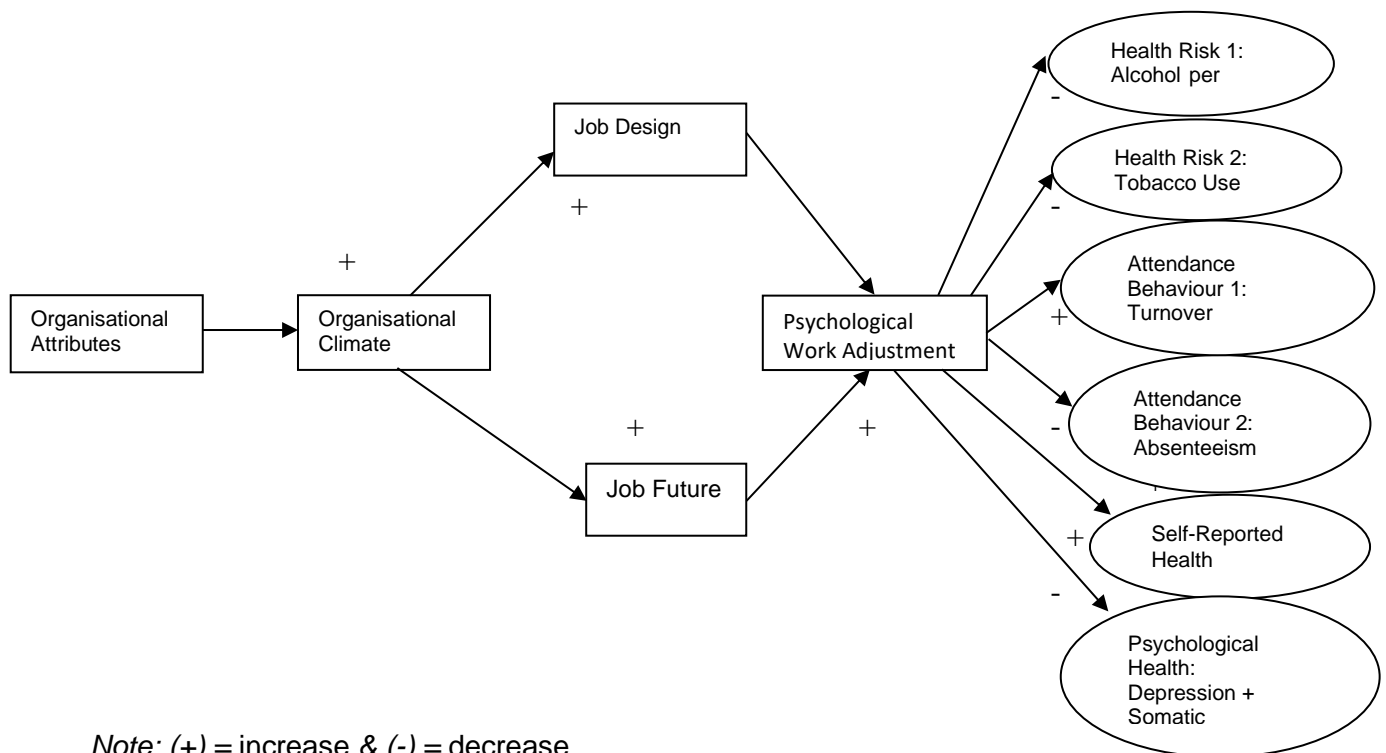 Organisational
Attributes
+
Organisational
Climate
Job Design
+
+
Job Future
Psychological
Work Adjustment
+
Health Risk 1:
Alcohol per
-
Health Risk 2:
Tobacco Use
-
Attendance
Behaviour 1:
Turnover
+
Attendance
Behaviour 2:
Absenteeism
-
Self-Reported
Health
+
Psychological
Health:
Depression +
Somatic
-
Note: (+) = increase & (-) = decrease